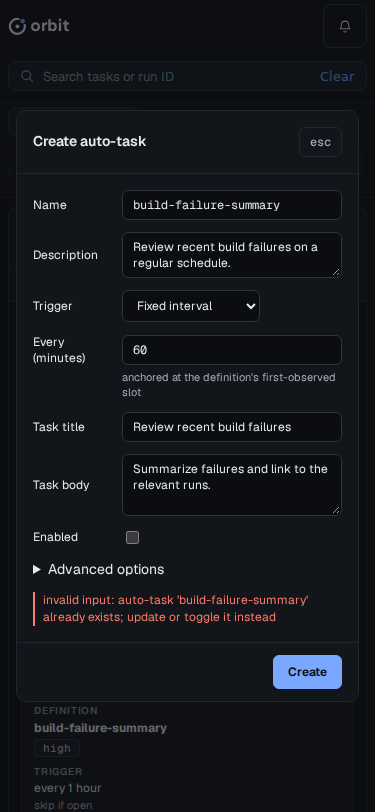 orbit
Search tasks or run ID Clear
Create auto-task esc
Name build-failure-summary
Description Review recent build failures on a
regular schedule.
Trigger Fixed interval
Every
(minutes) 60
anchored at the definition's first-observed
slot
Task title Review recent build failures
Task body Summarize failures and link to the
relevant runs.
Enabled
Advanced options
invalid input: auto-task 'build-failure-summary'
already exists; update or toggle it instead
Create
DEFINITION
build-failure-summary
high
TRIGGER
every 1 hour
skip if open